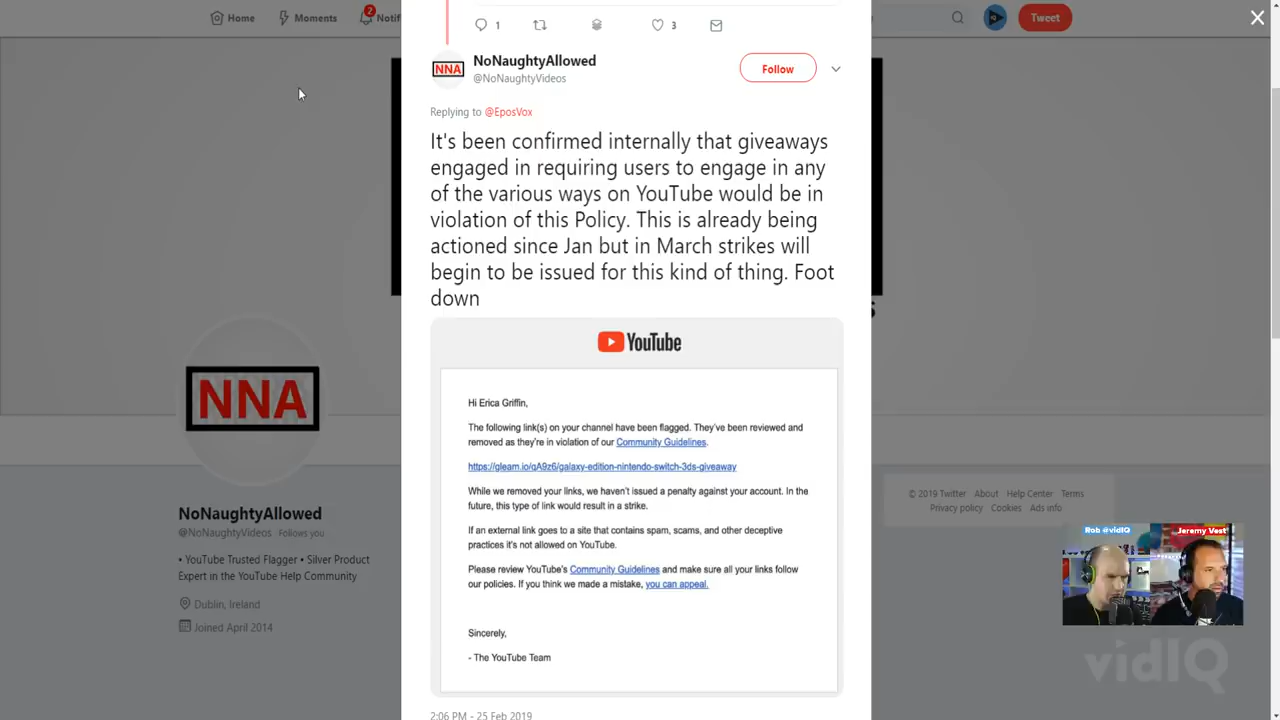 Home
Moments
2
Notif
Tweet
1
3
NNA
NoNaughtyAllowed
@NoNaughtyVideos
Follow
Replying to @EposVox
It's been confirmed internally that giveaways
engaged in requiring users to engage in any
of the various ways on YouTube would be in
violation of this Policy. This is already being
actioned since Jan but in March strikes will
begin to be issued for this kind of thing. Foot
down
YouTube
Hi Erica Griffin,
The following link(s) on your channel have been flagged. They've been reviewed and
removed as they're in violation of our Community Guidelines.
https://gleam.io/qA9z6/galaxy-edition-nintendo-switch-3ds-giveaway
While we removed your links, we haven't issued a penalty against your account. In the
future, this type of link would result in a strike.
If an external link goes to a site that contains spam, scams, and other deceptive
practices it's not allowed on YouTube.
Please review YouTube's Community Guidelines and make sure all your links follow
our policies. If you think we made a mistake, you can appeal.
Sincerely,
- The YouTube Team
2:06 PM - 25 Feb 2019
NNA
NoNaughtyAllowed
@NoNaughtyVideos Follows you
• YouTube Trusted Flagger • Silver Product
Expert in the YouTube Help Community
Dublin, Ireland
Joined April 2014
© 2019 Twitter About Help Center Terms
Privacy policy Cookies Ads info
Rob @vidIQ
Jeremy Vest
vidIQ